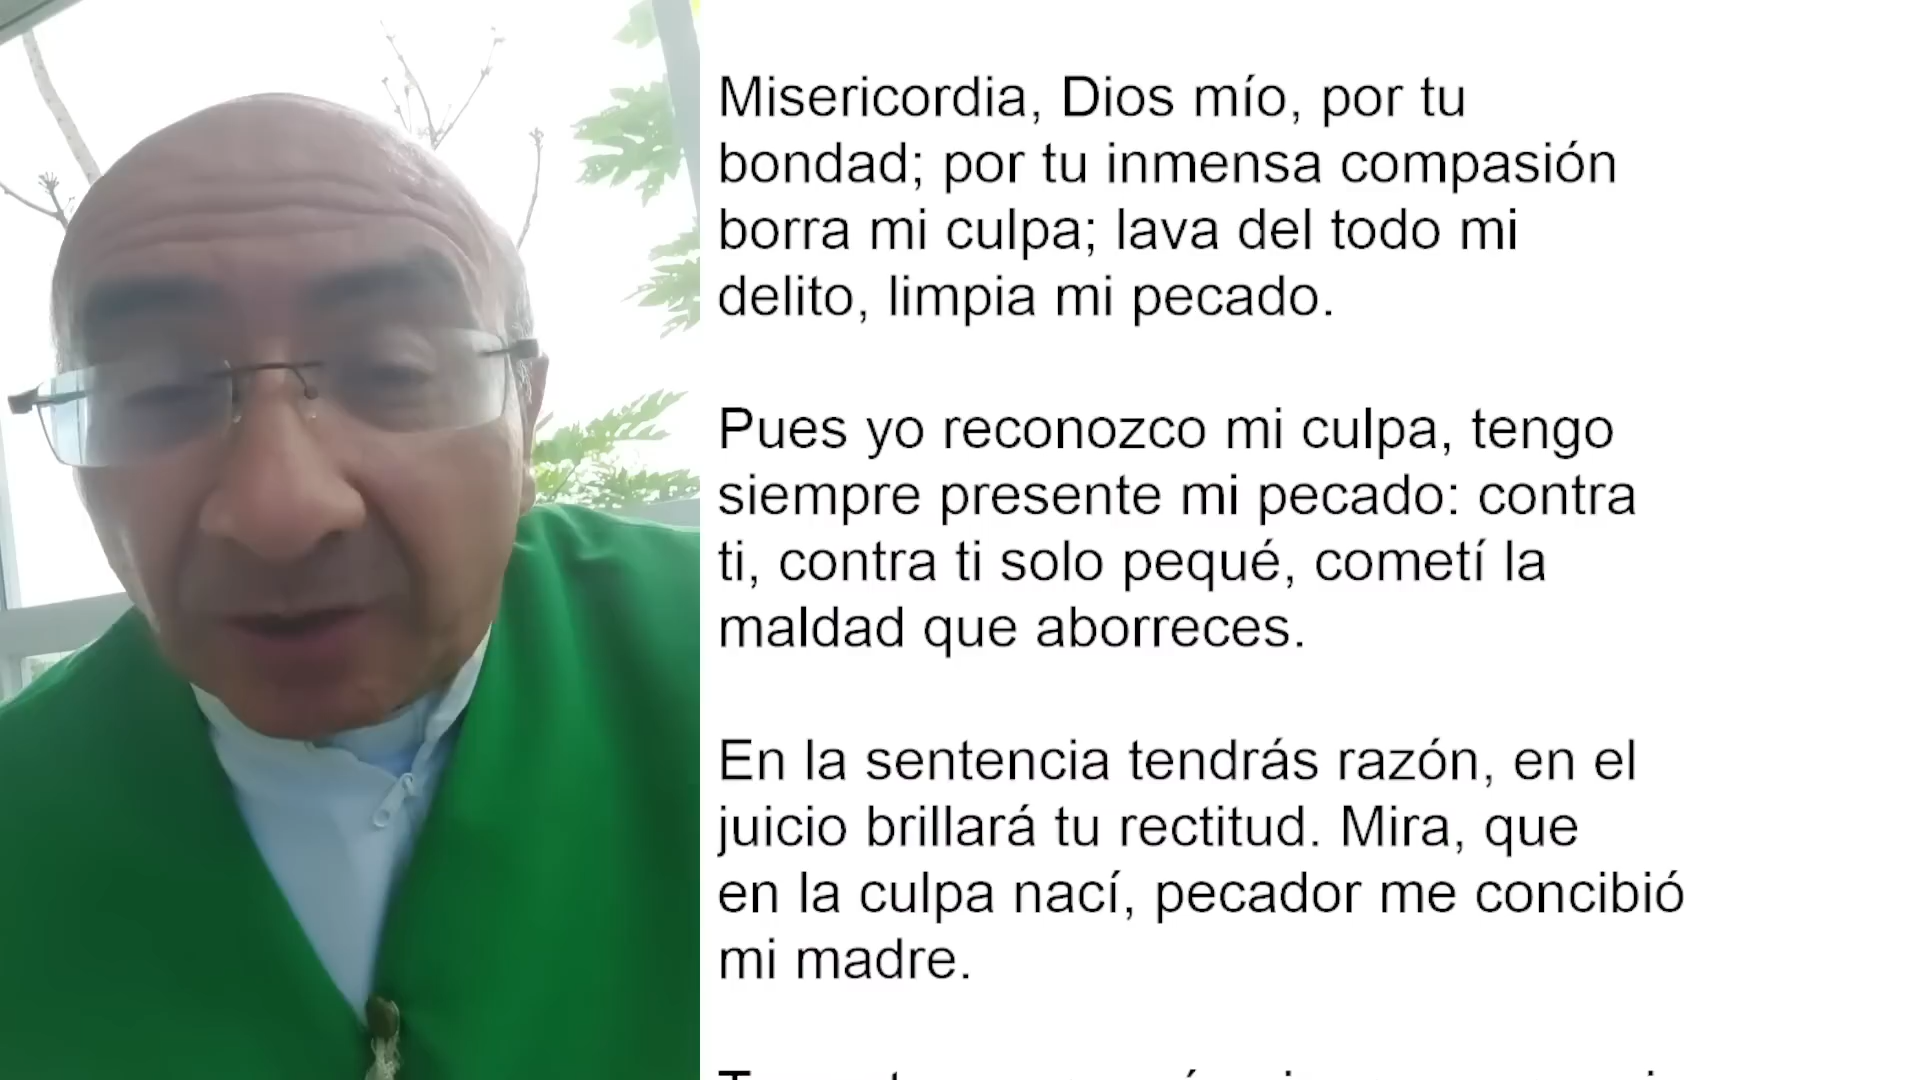 Misericordia, Dios mío, por tu
bondad; por tu inmensa compasión
borra mi culpa; lava del todo mi
delito, limpia mi pecado.
Pues yo reconozco mi culpa, tengo
siempre presente mi pecado: contra
ti, contra ti solo pequé, cometí la
maldad que aborreces.
En la sentencia tendrás razón, en el
juicio brillará tu rectitud. Mira, que
en la culpa nací, pecador me concibió
mi madre.